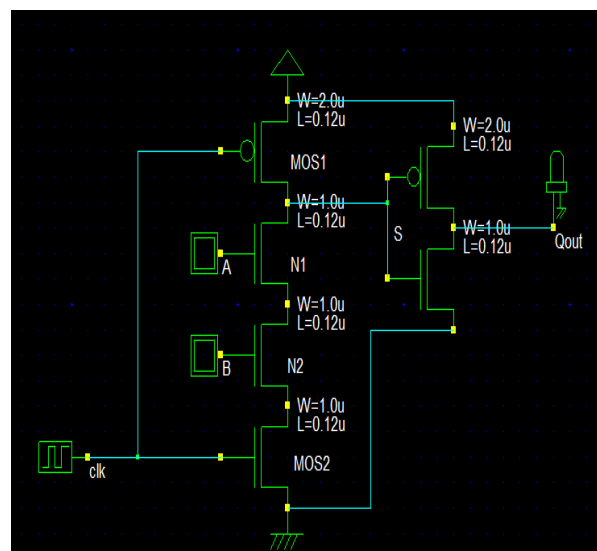 W=2.0u
L=0.12u
W=2.0u
L=0.12u
MOS1
W=1.0u
L=0.12u
S
W=1.0u
L=0.12u
Qout
A
N1
W=1.0u
L=0.12u
B
N2
W=1.0u
L=0.12u
clk
MOS2